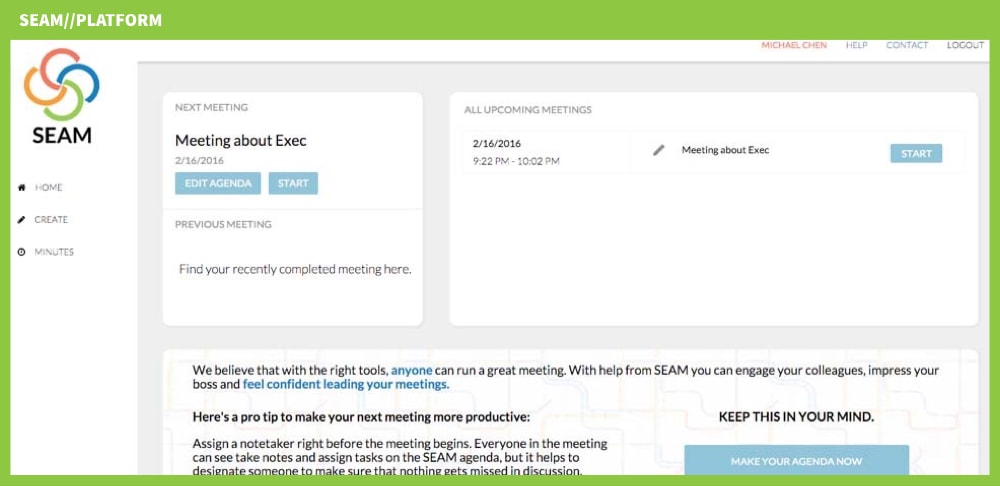 SEAM//PLATFORM
MICHAEL CHEN HELP CONTACT LOGOUT
SEAM
HOME
CREATE
MINUTES
NEXT MEETING
Meeting about Exec
2/16/2016
EDIT AGENDA START
PREVIOUS MEETING
Find your recently completed meeting here.
ALL UPCOMING MEETINGS
2/16/2016
9:22 PM - 10:02 PM
Meeting about Exec
START
We believe that with the right tools, anyone can run a great meeting. With help from SEAM you can engage your colleagues, impress your
boss and feel confident leading your meetings.
Here's a pro tip to make your next meeting more productive:
Assign a notetaker right before the meeting begins. Everyone in the meeting
can see take notes and assign tasks on the SEAM agenda, but it helps to
designate someone to make sure that nothing gets missed in discussion.
KEEP THIS IN YOUR MIND.
MAKE YOUR AGENDA NOW